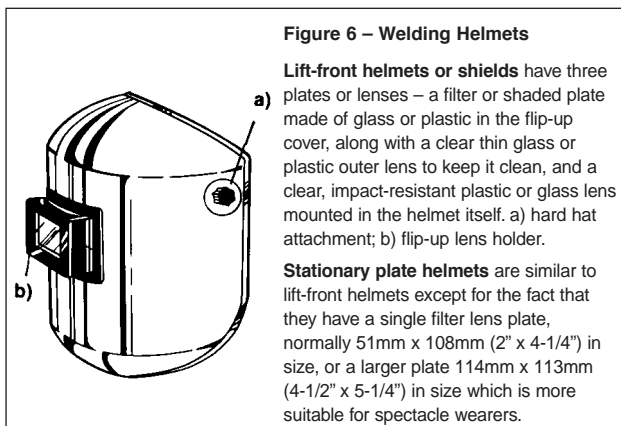 Figure 6 – Welding Helmets
Lift-front helmets or shields have three
plates or lenses – a filter or shaded plate
made of glass or plastic in the flip-up
cover, along with a clear thin glass or
plastic outer lens to keep it clean, and a
clear, impact-resistant plastic or glass lens
mounted in the helmet itself. a) hard hat
attachment; b) flip-up lens holder.
Stationary plate helmets are similar to
lift-front helmets except for the fact that
they have a single filter lens plate,
normally 51mm x 108mm (2” x 4-1/4”) in
size, or a larger plate 114mm x 113mm
(4-1/2” x 5-1/4”) in size which is more
suitable for spectacle wearers.
a)
b)